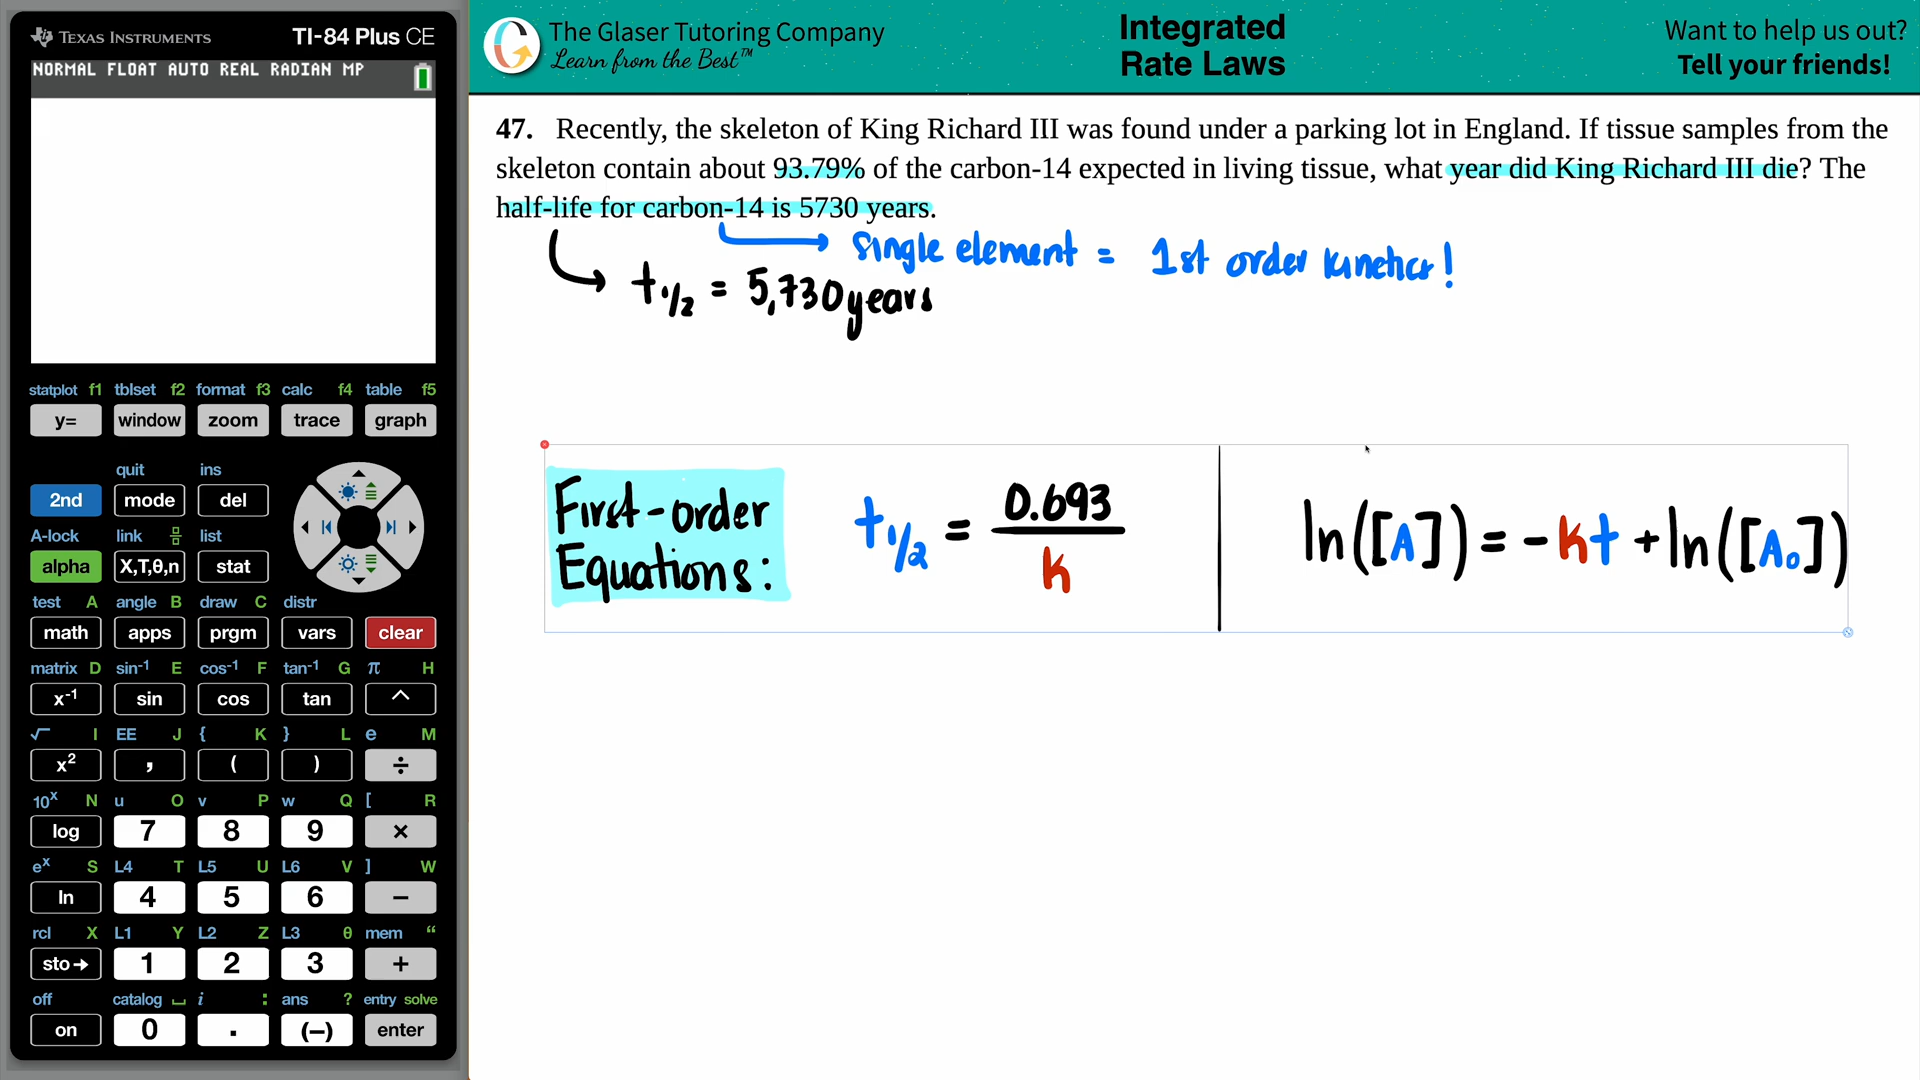 TEXAS INSTRUMENTS TI-84 Plus CE
NORMAL FLOAT AUTO REAL RADIAN MP
statplot f1 tblset f2 format f3 calc f4 table f5
y= window zoom trace graph
quit ins
2nd mode del
A-lock link list
alpha X,T,θ,n stat
test A angle B draw C distr
math apps prgm vars clear
matrix D sin⁻¹ E cos⁻¹ F tan⁻¹ G π H
x⁻¹ sin cos tan ^
√ I EE J { K } L e M
x² , ( ) ÷
10ˣ N u O v P w Q [ R
log 7 8 9 ×
eˣ S L4 T L5 U L6 V ] W
ln 4 5 6 −
rcl X L1 Y L2 Z L3 θ mem “
sto→ 1 2 3 +
off catalog ⎵ i : ans ? entry solve
on 0 . (−) enter
The Glaser Tutoring Company
Learn from the Best™
Integrated
Rate Laws
Want to help us out?
Tell your friends!
47. Recently, the skeleton of King Richard III was found under a parking lot in England. If tissue samples from the
skeleton contain about 93.79% of the carbon-14 expected in living tissue, what year did King Richard III die? The
half-life for carbon-14 is 5730 years.
single element = 1st order kinetics!
t1/2 = 5,730 years
First-order
Equations:
t1/2 = 0.693
k
ln([A]) = -kt + ln([A₀])